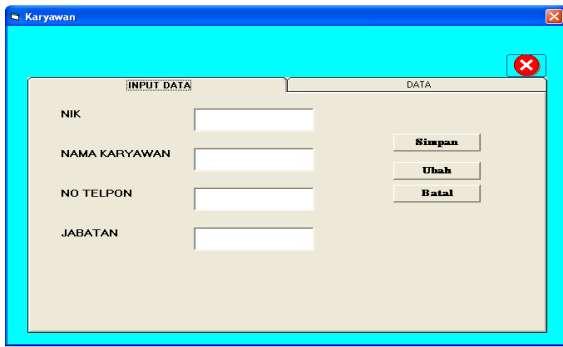 Karyawan
INPUT DATA
DATA
NIK
NAMA KARYAWAN
NO TELPON
JABATAN
Simpan
Ubah
Batal